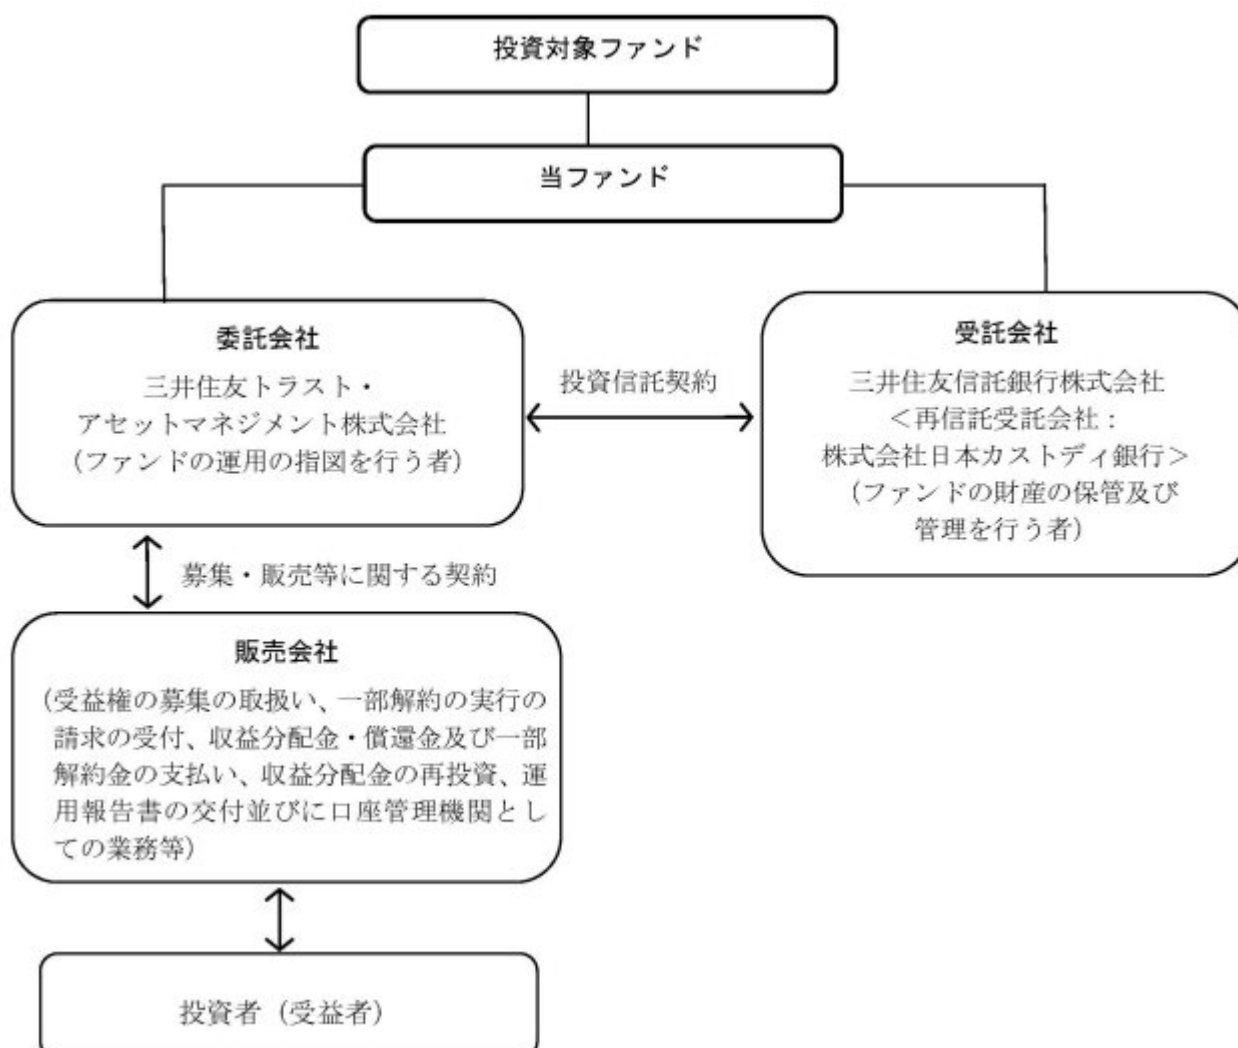 投資対象ファンド
当ファンド
委託会社
三井住友トラスト・
アセットマネジメント株式会社
(ファンドの運用の指図を行う者)
投資信託契約
受託会社
三井住友信託銀行株式会社
<再信託受託会社:
株式会社日本カストディ銀行>
(ファンドの財産の保管及び
管理を行う者)
募集・販売等に関する契約
販売会社
(受益権の募集の取扱い、一部解約の実行の
請求の受付、収益分配金・償還金及び一部
解約金の支払い、収益分配金の再投資、運
用報告書の交付並びに口座管理機関とし
ての業務等)
投資者(受益者)